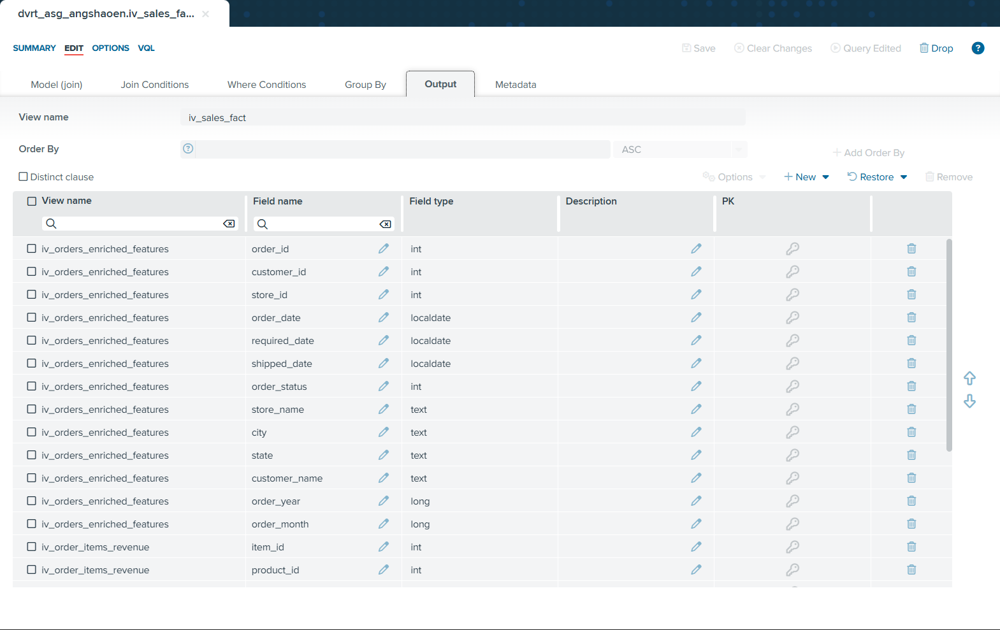 dvrt_asg_angshaoen.iv_sales_fa...
SUMMARY EDIT OPTIONS VQL Save Clear Changes Query Edited Drop ?
Model (join) Join Conditions Where Conditions Group By Output Metadata
View name iv_sales_fact
Order By ? ASC Add Order By
Distinct clause Options New Restore Remove
View name Field name Field type Description PK
iv_orders_enriched_features order_id int
iv_orders_enriched_features customer_id int
iv_orders_enriched_features store_id int
iv_orders_enriched_features order_date localdate
iv_orders_enriched_features required_date localdate
iv_orders_enriched_features shipped_date localdate
iv_orders_enriched_features order_status int
iv_orders_enriched_features store_name text
iv_orders_enriched_features city text
iv_orders_enriched_features state text
iv_orders_enriched_features customer_name text
iv_orders_enriched_features order_year long
iv_orders_enriched_features order_month long
iv_order_items_revenue item_id int
iv_order_items_revenue product_id int